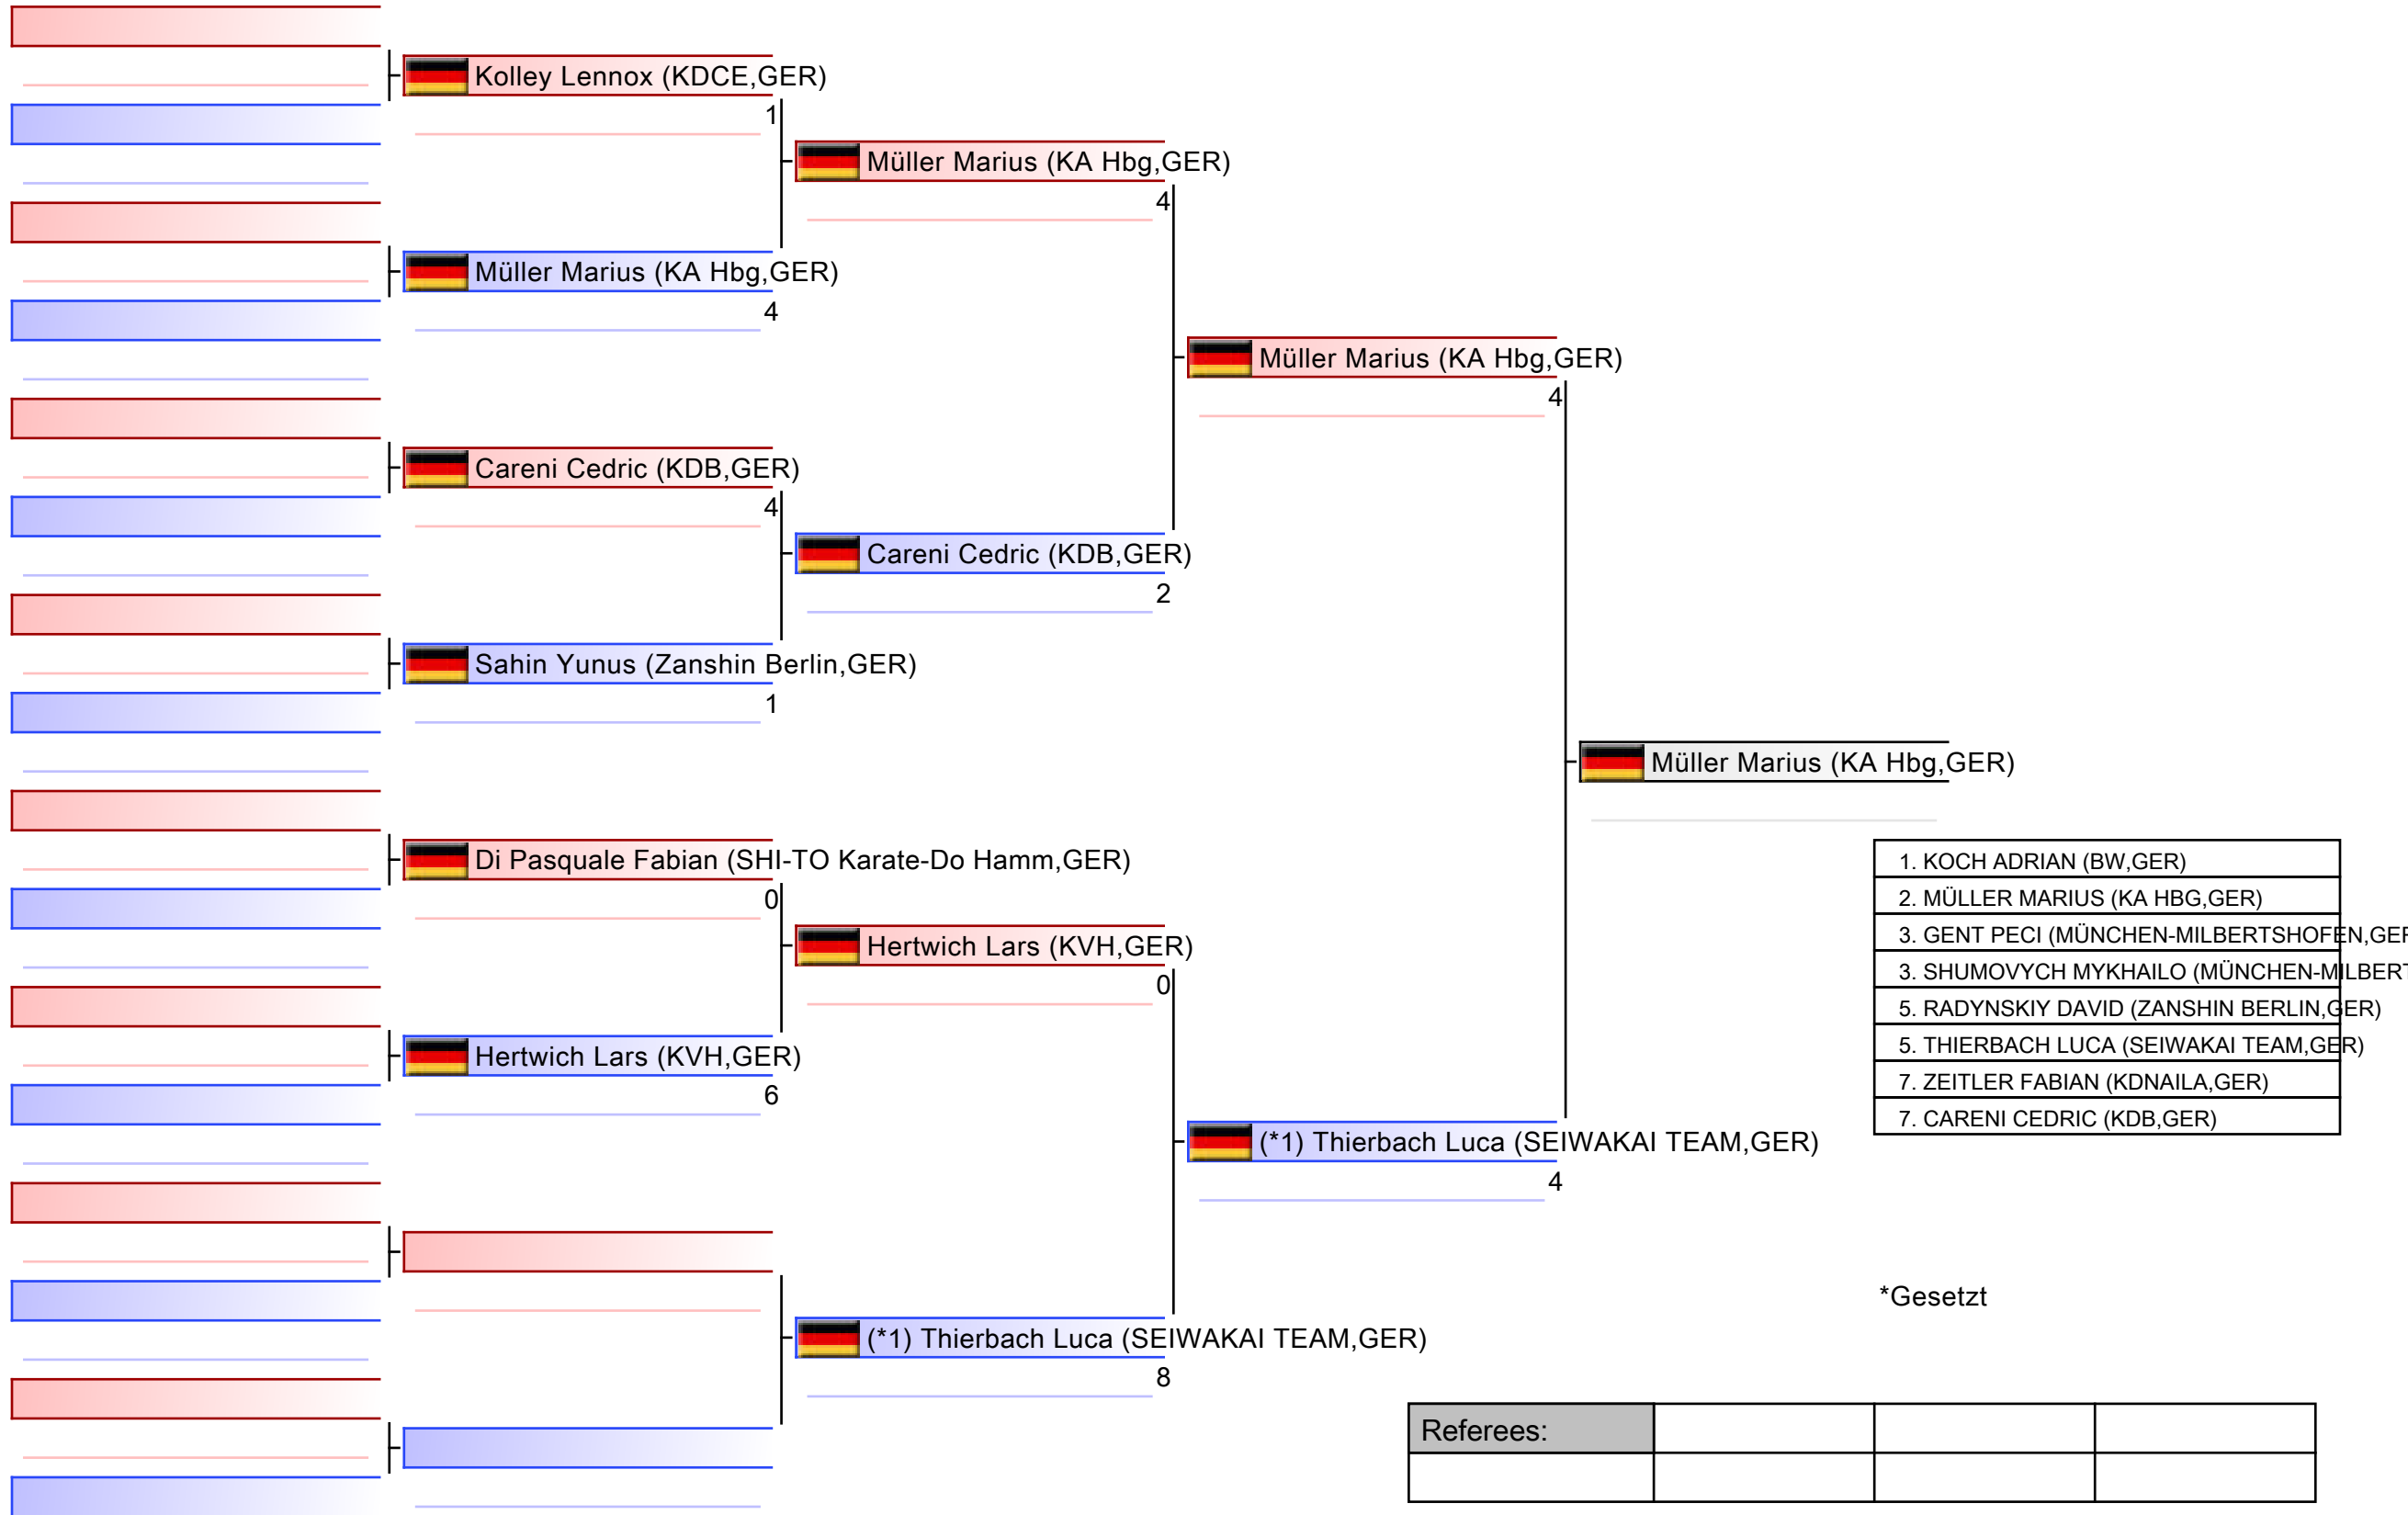 Kolley Lennox (KDCE,GER)
1
Müller Marius (KA Hbg,GER)
4
Müller Marius (KA Hbg,GER)
4
Müller Marius (KA Hbg,GER)
4
Careni Cedric (KDB,GER)
4
Careni Cedric (KDB,GER)
2
Sahin Yunus (Zanshin Berlin,GER)
1
Müller Marius (KA Hbg,GER)
Di Pasquale Fabian (SHI-TO Karate-Do Hamm,GER)
0
Hertwich Lars (KVH,GER)
0
Hertwich Lars (KVH,GER)
6
(*1) Thierbach Luca (SEIWAKAI TEAM,GER)
4
(*1) Thierbach Luca (SEIWAKAI TEAM,GER)
8
1. KOCH ADRIAN (BW,GER)
2. MÜLLER MARIUS (KA HBG,GER)
3. GENT PECI (MÜNCHEN-MILBERTSHOFEN,GER
3. SHUMOVYCH MYKHAILO (MÜNCHEN-MILBERT
5. RADYNSKIY DAVID (ZANSHIN BERLIN,GER)
5. THIERBACH LUCA (SEIWAKAI TEAM,GER)
7. ZEITLER FABIAN (KDNAILA,GER)
7. CARENI CEDRIC (KDB,GER)
*Gesetzt
Referees: